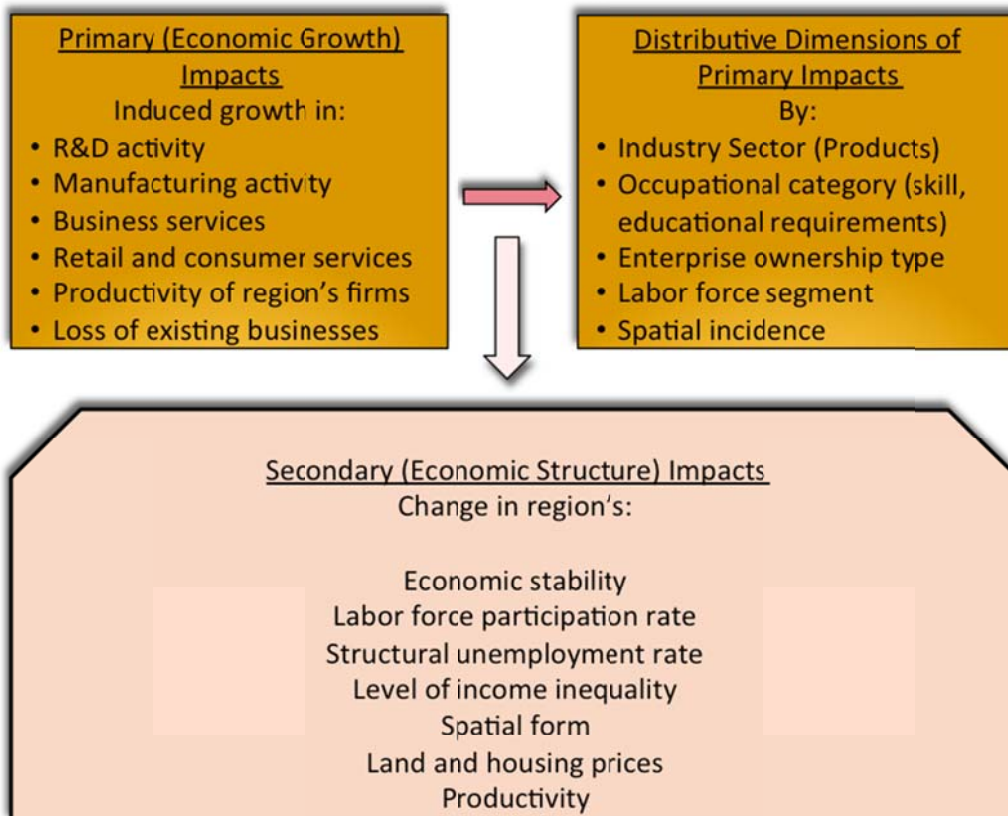 Primary (Economic Growth)
Impacts
Induced growth in:
• R&D activity
• Manufacturing activity
• Business services
• Retail and consumer services
• Productivity of region's firms
• Loss of existing businesses
Distributive Dimensions of
Primary Impacts
By:
• Industry Sector (Products)
• Occupational category (skill,
educational requirements)
• Enterprise ownership type
• Labor force segment
• Spatial incidence
Secondary (Economic Structure) Impacts
Change in region's:
Economic stability
Labor force participation rate
Structural unemployment rate
Level of income inequality
Spatial form
Land and housing prices
Productivity